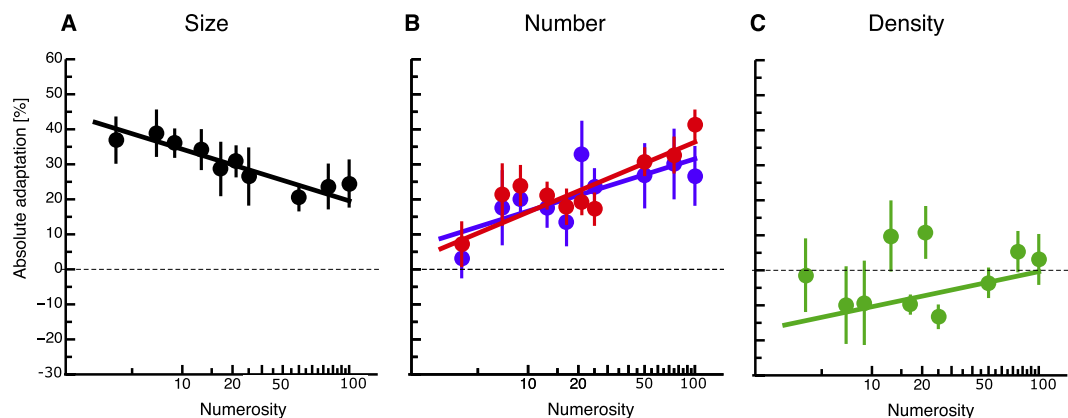 A Size
B Number
C Density
Absolute adaptation [%]
60
50
40
30
20
10
0
−10
−20
-30
10 20 50 100
10 20 50 100
10 20 50 100
Numerosity
Numerosity
Numerosity